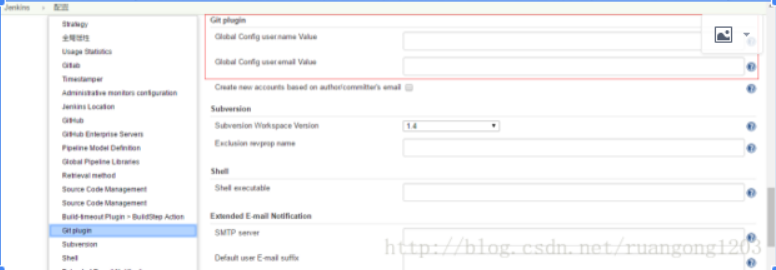 Jenkins › 配置
Strategy
全局属性
Usage Statistics
Gitlab
Timestamper
Administrative monitors configuration
Jenkins Location
GitHub
GitHub Enterprise Servers
Pipeline Model Definition
Global Pipeline Libraries
Retrieval method
Source Code Management
Source Code Management
Build-timeout Plugin > BuildStep Action
Git plugin
Subversion
Shell
Git plugin
Global Config user.name Value
Global Config user.email Value
Create new accounts based on author/committer's email
Subversion
Subversion Workspace Version
1.4
Exclusion revprop name
Shell
Shell executable
Extended E-mail Notification
SMTP server
Default user E-mail suffix
http://blog.csdn.net/ruangong1203